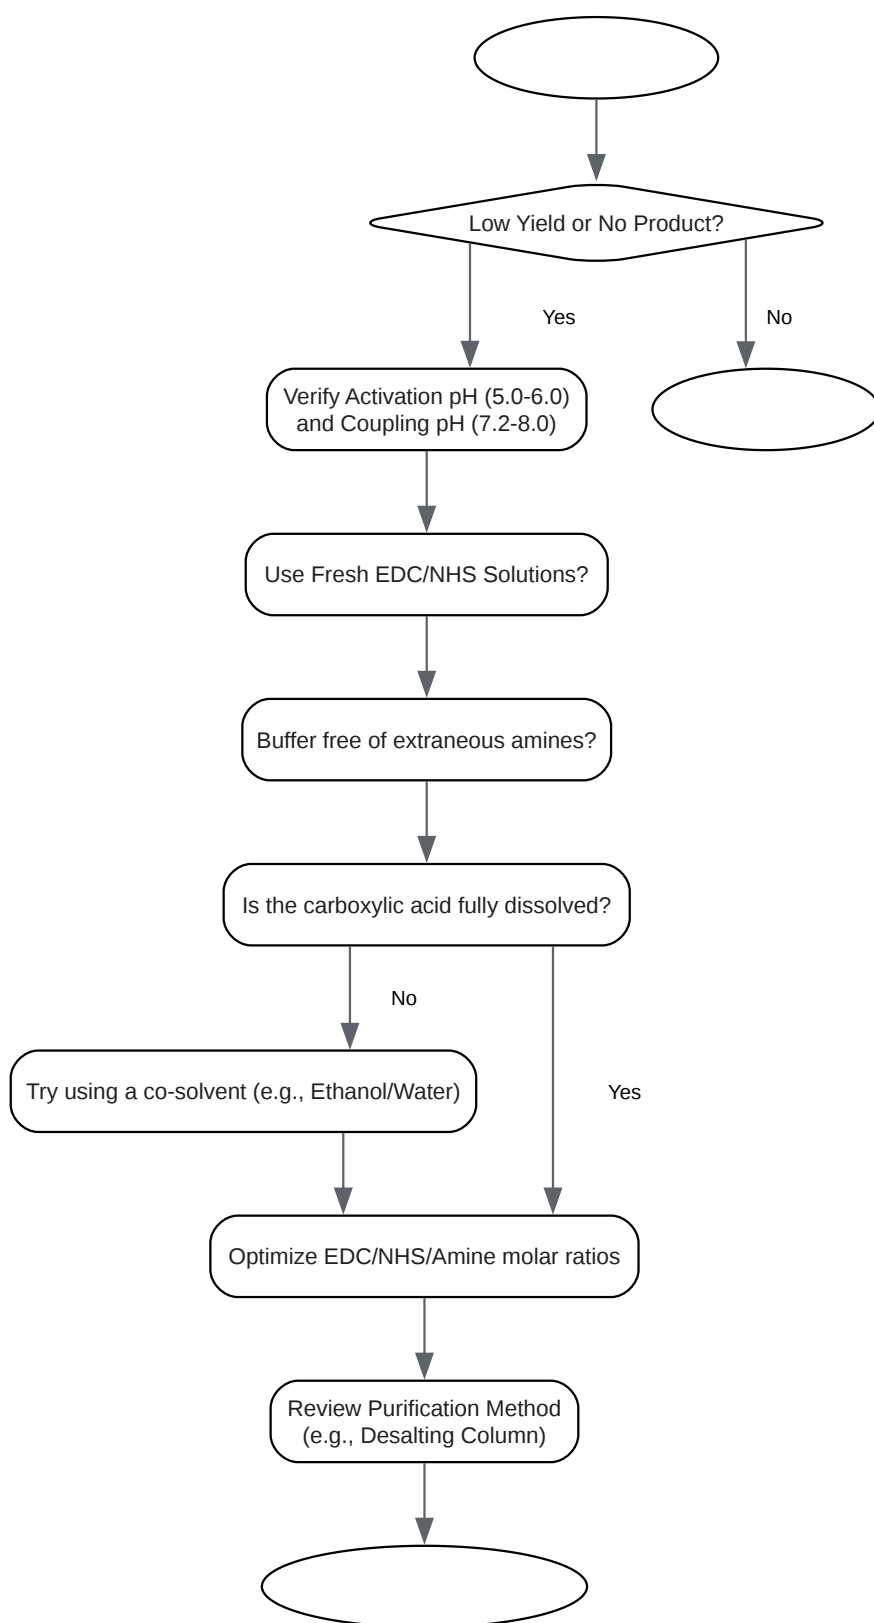 Low Yield or No Product?
Yes
No
Verify Activation pH (5.0-6.0)
and Coupling pH (7.2-8.0)
Use Fresh EDC/NHS Solutions?
Buffer free of extraneous amines?
Is the carboxylic acid fully dissolved?
No
Try using a co-solvent (e.g., Ethanol/Water)
Yes
Optimize EDC/NHS/Amine molar ratios
Review Purification Method
(e.g., Desalting Column)